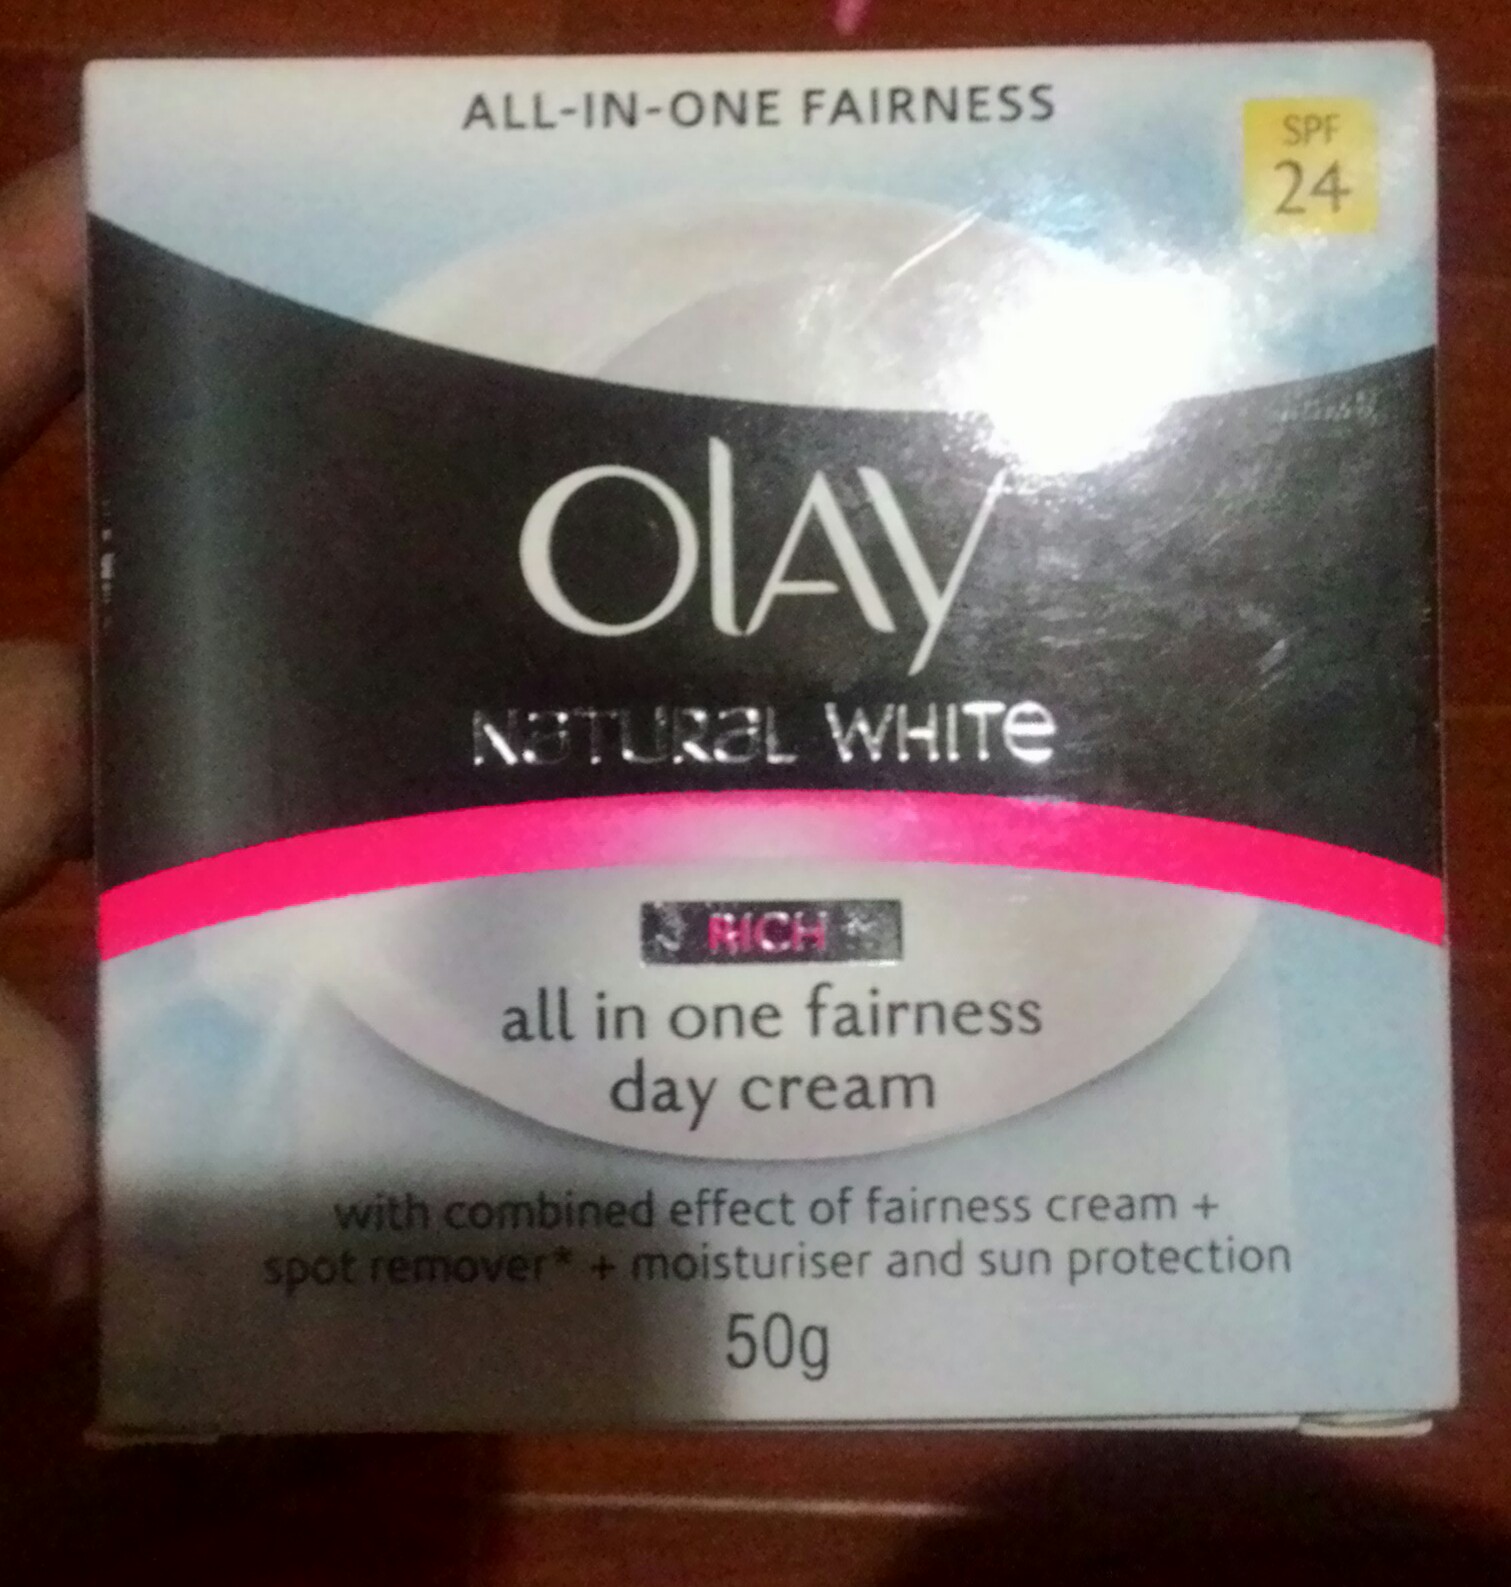 ALL-IN-ONE FAIRNESS
SPF
24
OLAY
NATURAL WHITE
RICH
all in one fairness
day cream
with combined effect of fairness cream +
spot remover* + moisturiser and sun protection
50g